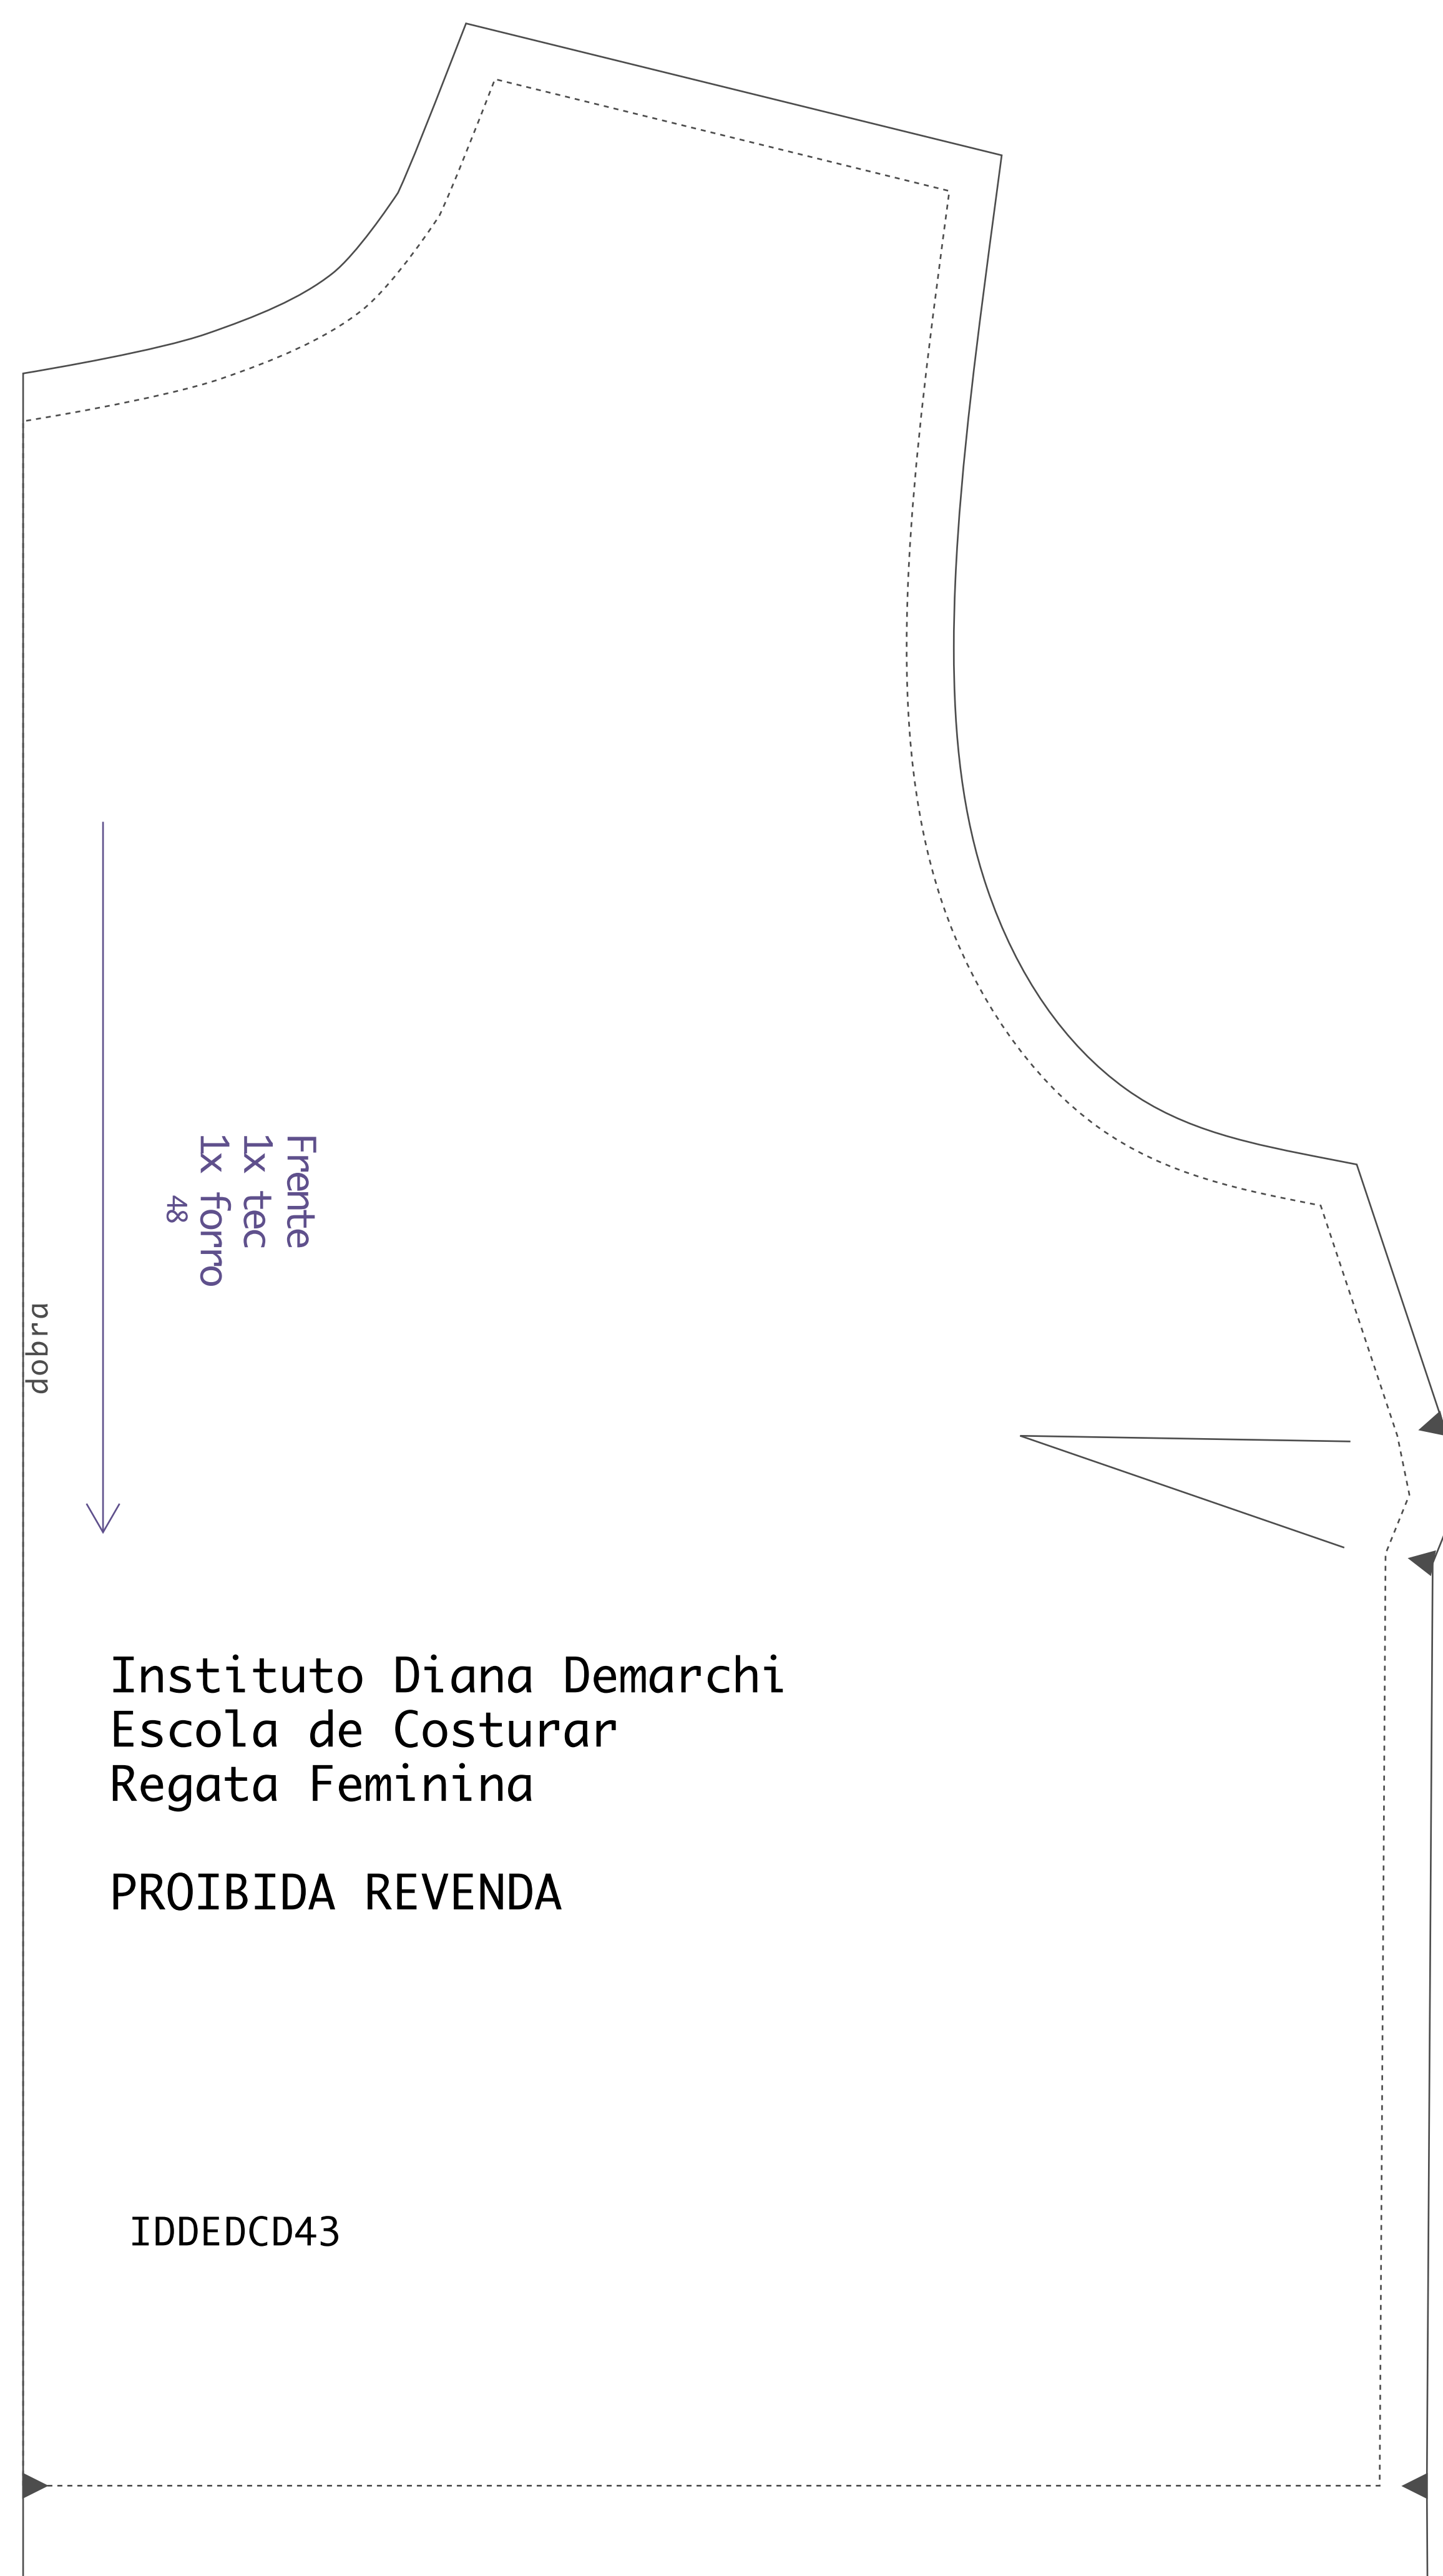 Frente
1x tec
1x forro
48
dobra
Instituto Diana Demarchi
Escola de Costurar
Regata Feminina
PROIBIDA REVENDA
IDDEDCD43